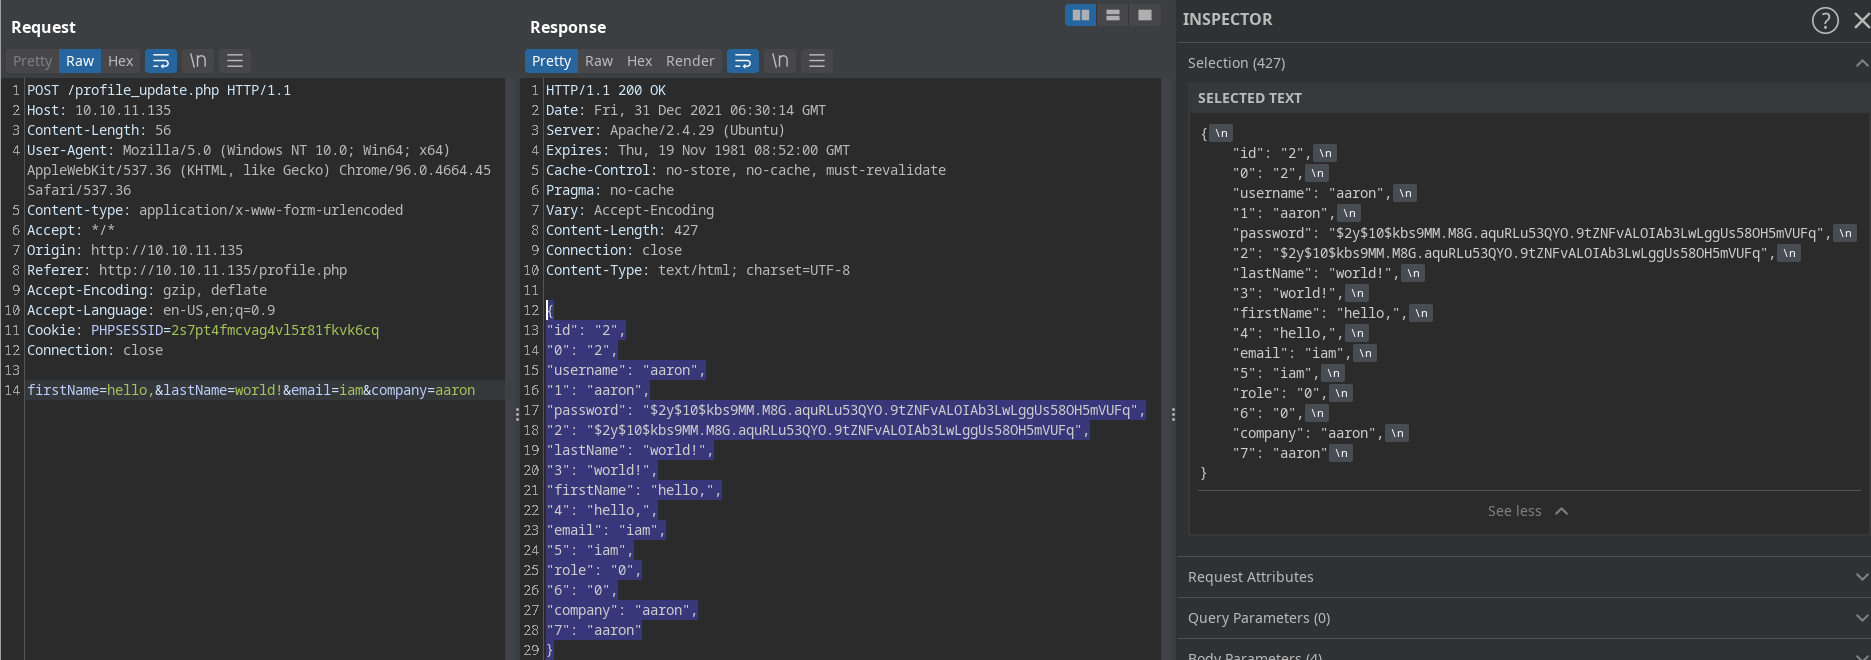 Request
Pretty Raw Hex \n
1 POST /profile_update.php HTTP/1.1
2 Host: 10.10.11.135
3 Content-Length: 56
4 User-Agent: Mozilla/5.0 (Windows NT 10.0; Win64; x64)
AppleWebKit/537.36 (KHTML, like Gecko) Chrome/96.0.4664.45
Safari/537.36
5 Content-type: application/x-www-form-urlencoded
6 Accept: */*
7 Origin: http://10.10.11.135
8 Referer: http://10.10.11.135/profile.php
9 Accept-Encoding: gzip, deflate
10 Accept-Language: en-US,en;q=0.9
11 Cookie: PHPSESSID=2s7pt4fmcvag4vl5r81fkvk6cq
12 Connection: close
13
14 firstName=hello,&lastName=world!&email=iam&company=aaron
Response
Pretty Raw Hex Render \n
1 HTTP/1.1 200 OK
2 Date: Fri, 31 Dec 2021 06:30:14 GMT
3 Server: Apache/2.4.29 (Ubuntu)
4 Expires: Thu, 19 Nov 1981 08:52:00 GMT
5 Cache-Control: no-store, no-cache, must-revalidate
6 Pragma: no-cache
7 Vary: Accept-Encoding
8 Content-Length: 427
9 Connection: close
10 Content-Type: text/html; charset=UTF-8
11
12 {
13 "id": "2",
14 "0": "2",
15 "username": "aaron",
16 "1": "aaron",
17 "password": "$2y$10$kbs9MM.M8G.aquRLu53QYO.9tZNFvALOIAb3LwLggUs58OH5mVUFq",
18 "2": "$2y$10$kbs9MM.M8G.aquRLu53QYO.9tZNFvALOIAb3LwLggUs58OH5mVUFq",
19 "lastName": "world!",
20 "3": "world!",
21 "firstName": "hello,",
22 "4": "hello,",
23 "email": "iam",
24 "5": "iam",
25 "role": "0",
26 "6": "0",
27 "company": "aaron",
28 "7": "aaron"
29 }
INSPECTOR ?
Selection (427)
SELECTED TEXT
{ \n
"id": "2", \n
"0": "2", \n
"username": "aaron", \n
"1": "aaron", \n
"password": "$2y$10$kbs9MM.M8G.aquRLu53QYO.9tZNFvALOIAb3LwLggUs58OH5mVUFq", \n
"2": "$2y$10$kbs9MM.M8G.aquRLu53QYO.9tZNFvALOIAb3LwLggUs58OH5mVUFq", \n
"lastName": "world!", \n
"3": "world!", \n
"firstName": "hello,", \n
"4": "hello,", \n
"email": "iam", \n
"5": "iam", \n
"role": "0", \n
"6": "0", \n
"company": "aaron", \n
"7": "aaron" \n
}
See less
Request Attributes
Query Parameters (0)
Body Parameters (4)